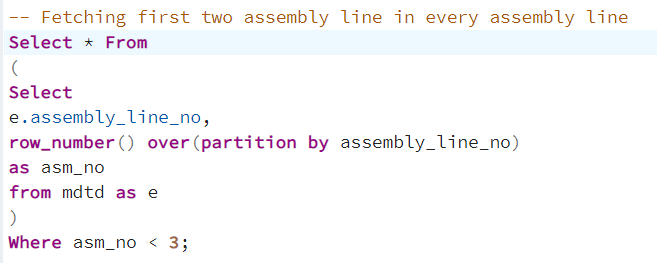 -- Fetching first two assembly line in every assembly line
Select * From
(
Select
e.assembly_line_no,
row_number() over(partition by assembly_line_no)
as asm_no
from mdtd as e
)
Where asm_no < 3;